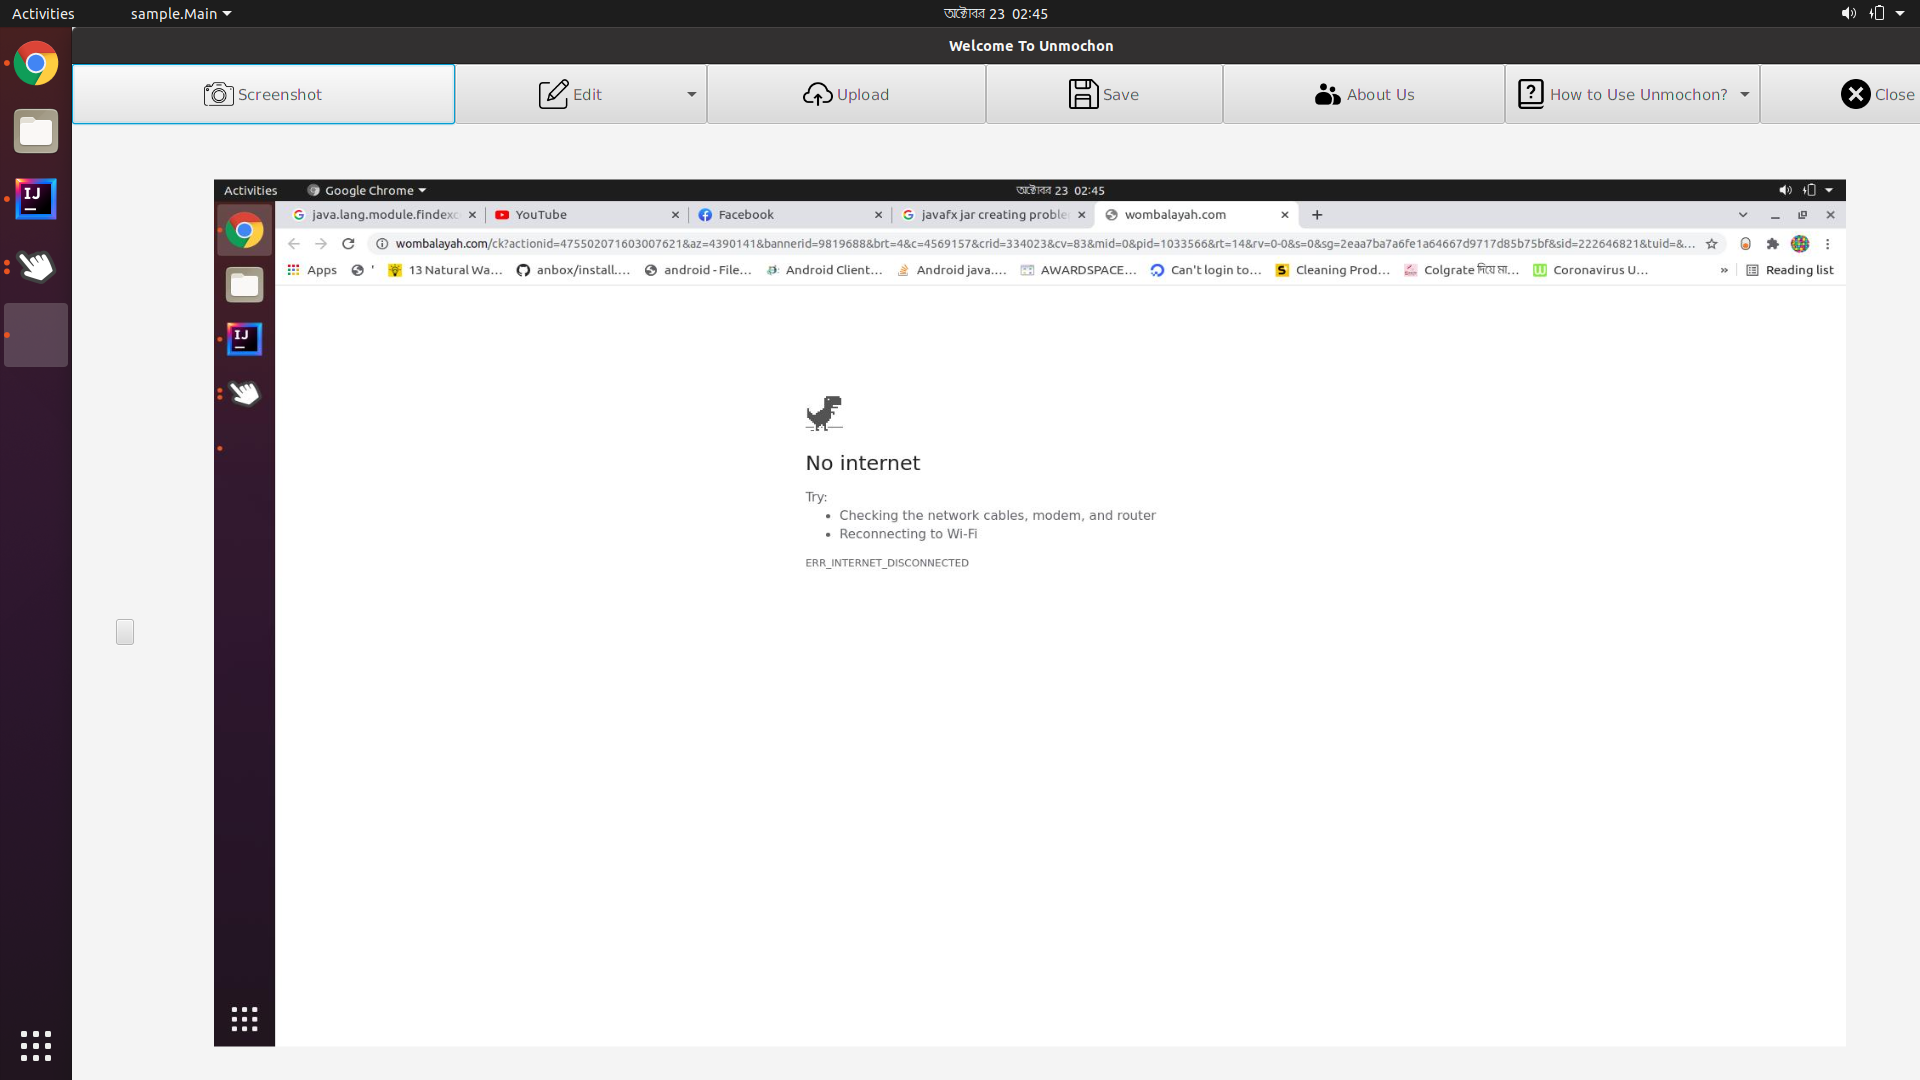 Activities sample.Main অক্টোবর 23 02:45
Welcome To Unmochon
Screenshot Edit Upload Save About Us How to Use Unmochon? Close
Activities Google Chrome অক্টোবর 23 02:45
java.lang.module.findexc YouTube Facebook javafx jar creating proble wombalayah.com
wombalayah.com/ck?actionid=475502071603007621&az=4390141&bannerid=9819688&brt=4&c=4569157&crid=334023&cv=83&mid=0&pid=1033566&rt=14&rv=0-0&s=0&sg=2eaa7ba7a6fe1a64667d9717d85b75bf&sid=222646821&tuid=&...
Apps ' 13 Natural Wa... anbox/install.... android - File... Android Client... Android java.... AWARDSPACE... Can't login to... Cleaning Prod... Colgrate দিয়ে মা... Coronavirus U... » Reading list
IJ
IJ
No internet
Try:
• Checking the network cables, modem, and router
• Reconnecting to Wi-Fi
ERR_INTERNET_DISCONNECTED